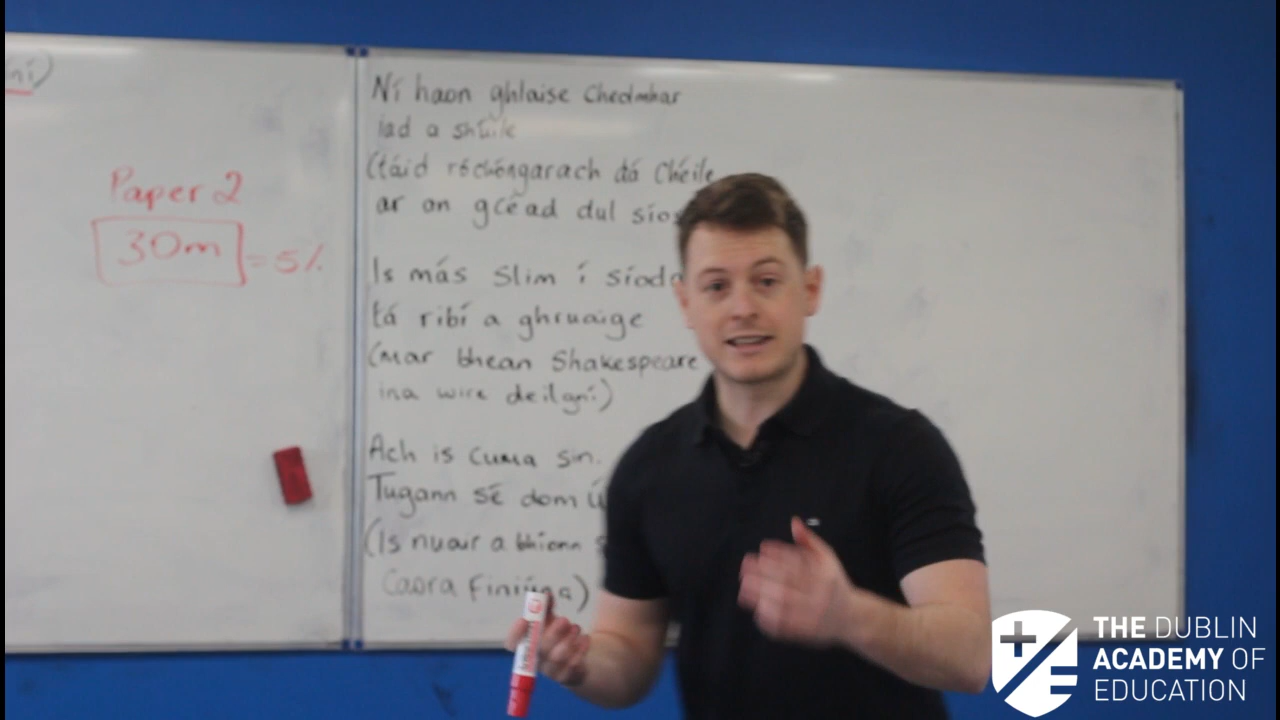 Paper 2
30m = 5%
Ní haon ghlaise cheomhar
iad a shúile
(táid róchóngarach dá chéile
ar an gcéad dul síos
Is más slim í síoda
tá ribí a ghruaige
(mar bhean Shakespeare
ina wire deilgní)
Ach is cuma sin.
Tugann sé dom
(Is nuair a bhíonn
Caora Finiúna)
THE DUBLIN
ACADEMY OF
EDUCATION